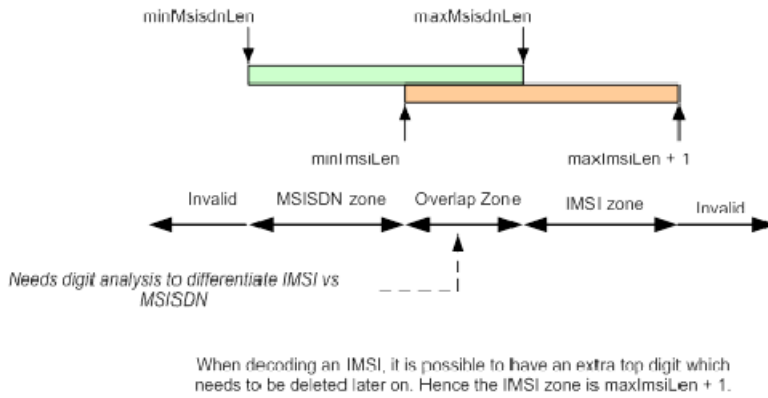 minMsisdnLen maxMsisdnLen
minImsiLen maxImsiLen + 1
Invalid MSISDN zone Overlap Zone IMSI zone Invalid
Needs digit analysis to differentiate IMSI vs
MSISDN
When decoding an IMSI, it is possible to have an extra top digit which
needs to be deleted later on. Hence the IMSI zone is maxImsiLen + 1.